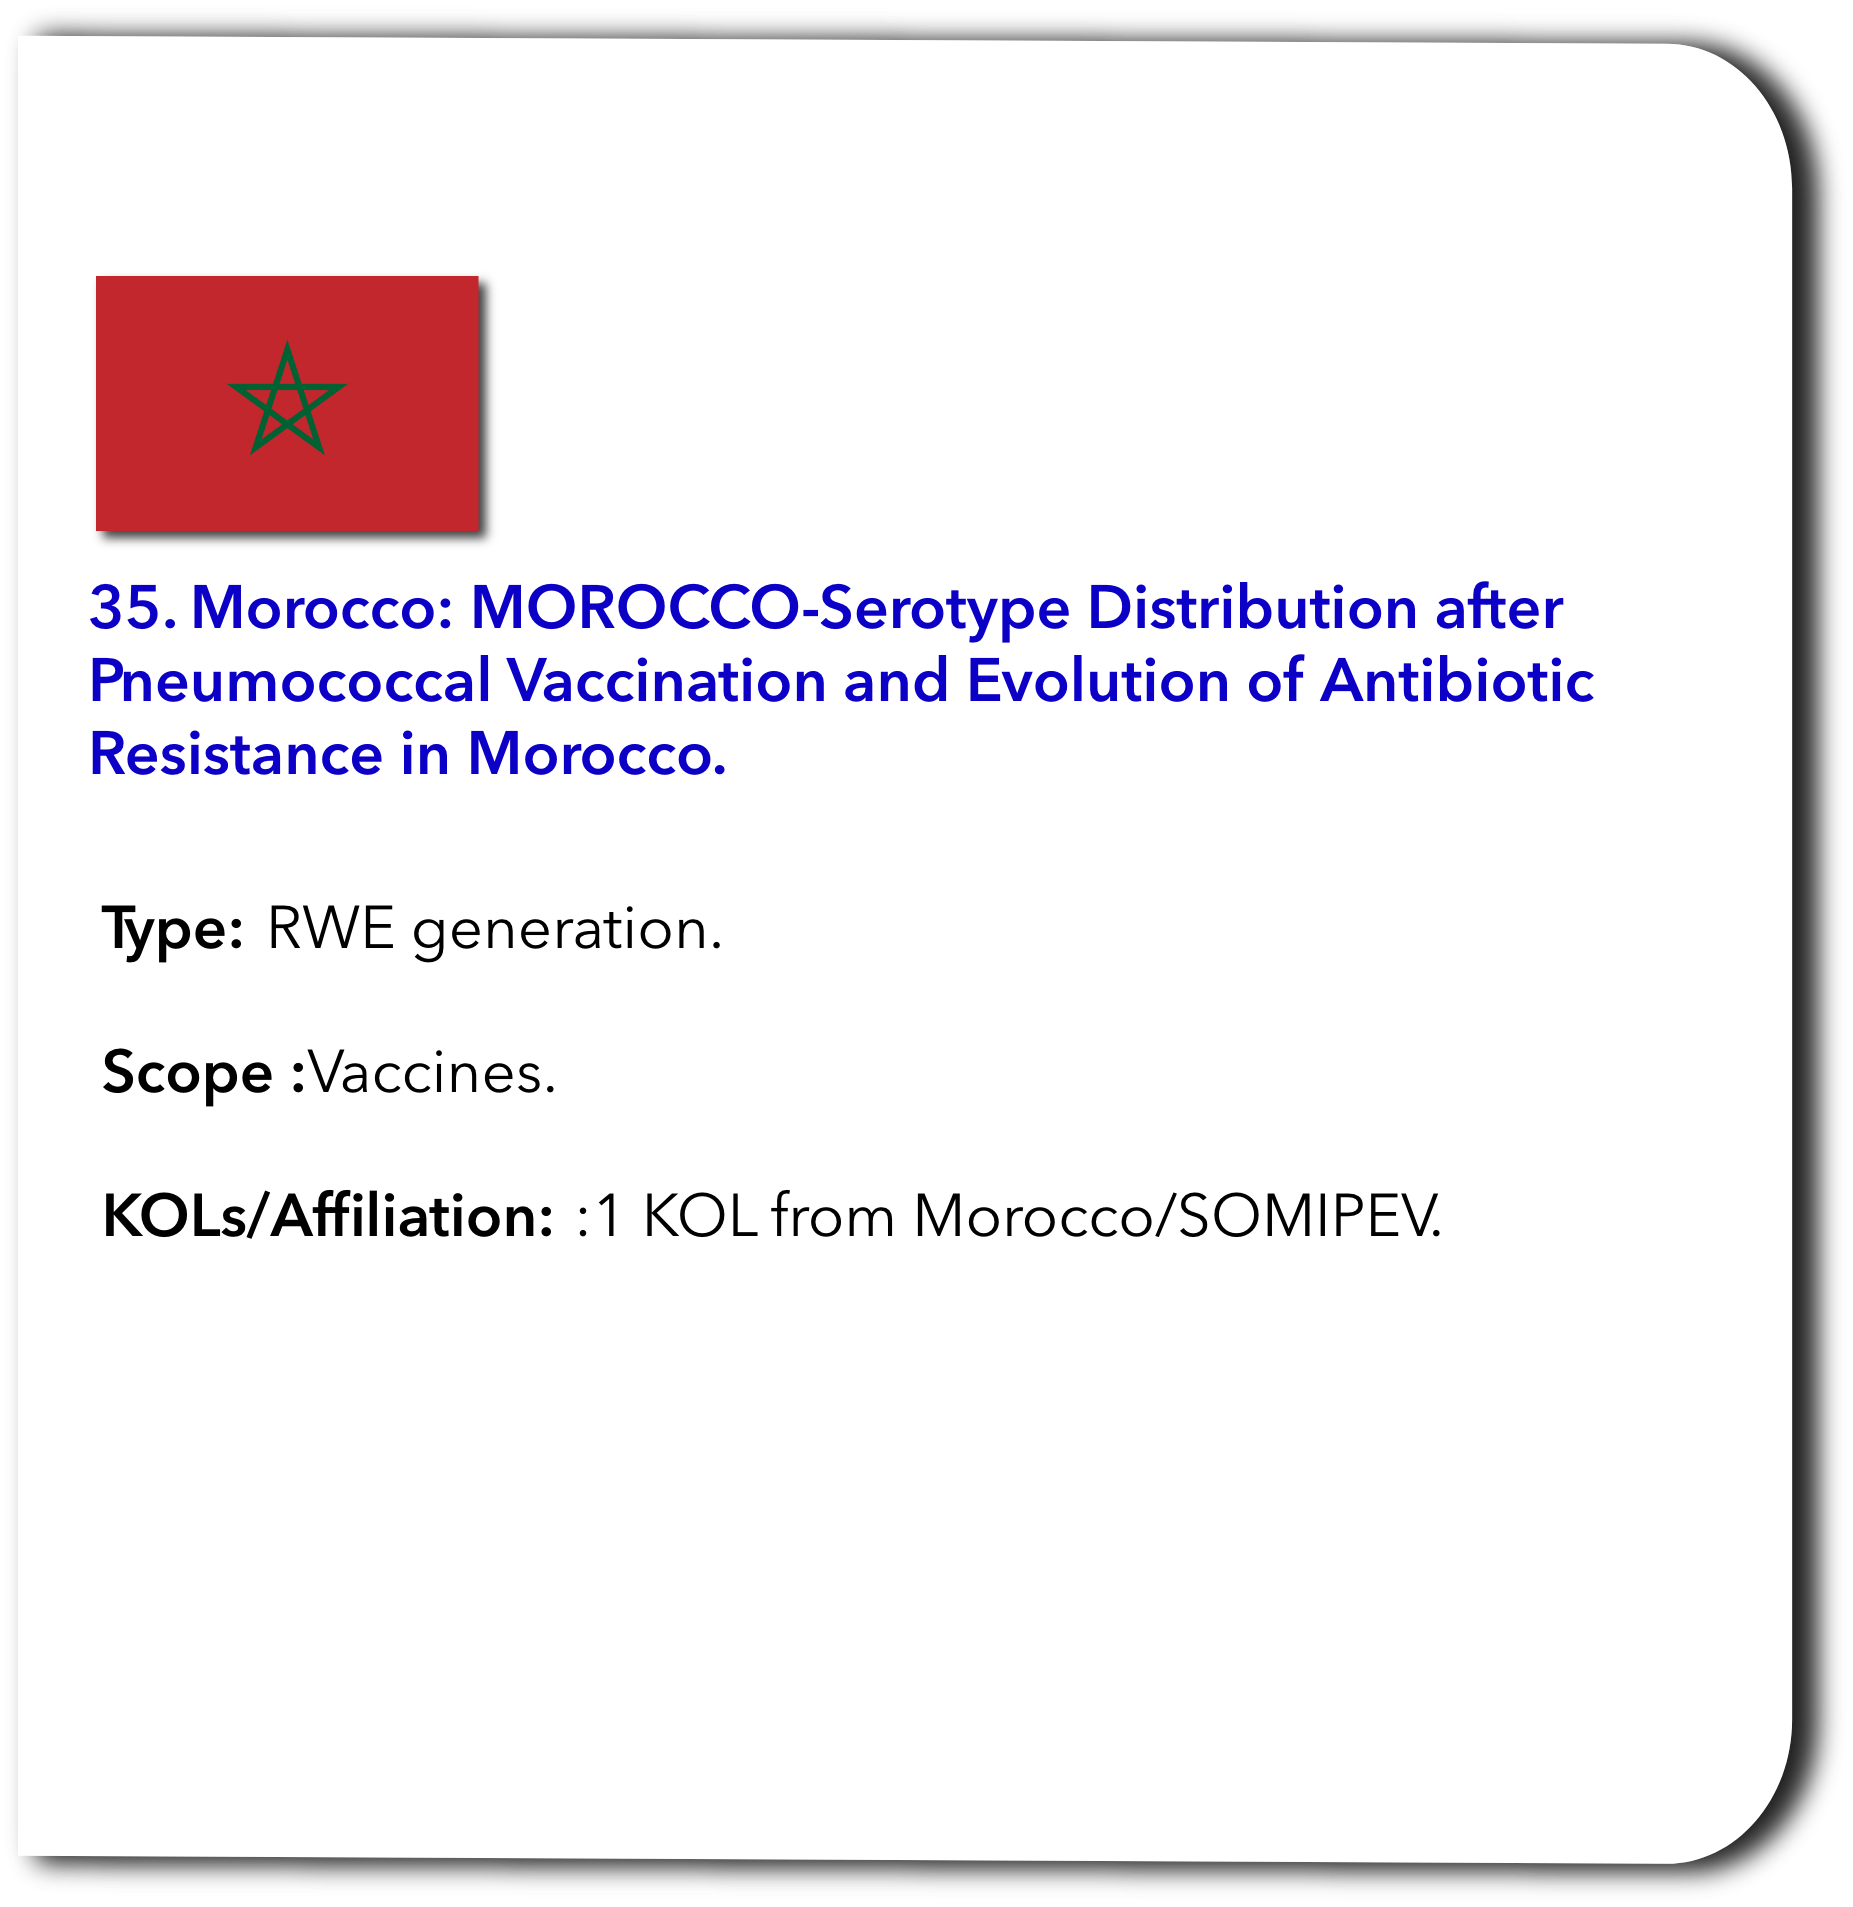 35. Morocco: MOROCCO-Serotype Distribution after
Pneumococcal Vaccination and Evolution of Antibiotic
Resistance in Morocco.
Type: RWE generation.
Scope :Vaccines.
KOLs/Affiliation: :1 KOL from Morocco/SOMIPEV.